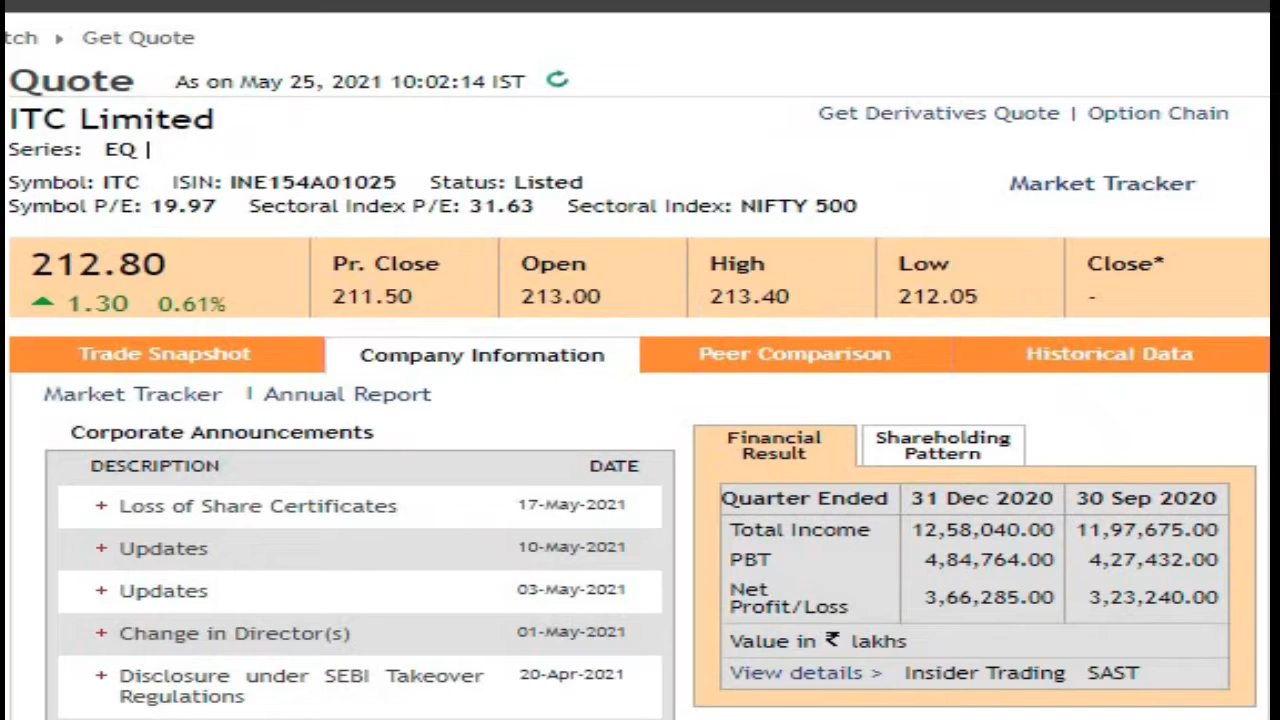 tch ▸ Get Quote
Quote As on May 25, 2021 10:02:14 IST
ITC Limited
Get Derivatives Quote | Option Chain
Series: EQ |
Symbol: ITC ISIN: INE154A01025 Status: Listed
Market Tracker
Symbol P/E: 19.97 Sectoral Index P/E: 31.63 Sectoral Index: NIFTY 500
212.80 Pr. Close Open High Low Close*
▲ 1.30 0.61% 211.50 213.00 213.40 212.05 -
Trade Snapshot Company Information Peer Comparison Historical Data
Market Tracker | Annual Report
Corporate Announcements
DESCRIPTION DATE
+ Loss of Share Certificates 17-May-2021
+ Updates 10-May-2021
+ Updates 03-May-2021
+ Change in Director(s) 01-May-2021
+ Disclosure under SEBI Takeover 20-Apr-2021
Regulations
Financial Shareholding
Result Pattern
Quarter Ended 31 Dec 2020 30 Sep 2020
Total Income 12,58,040.00 11,97,675.00
PBT 4,84,764.00 4,27,432.00
Net
Profit/Loss 3,66,285.00 3,23,240.00
Value in ₹ lakhs
View details > Insider Trading SAST